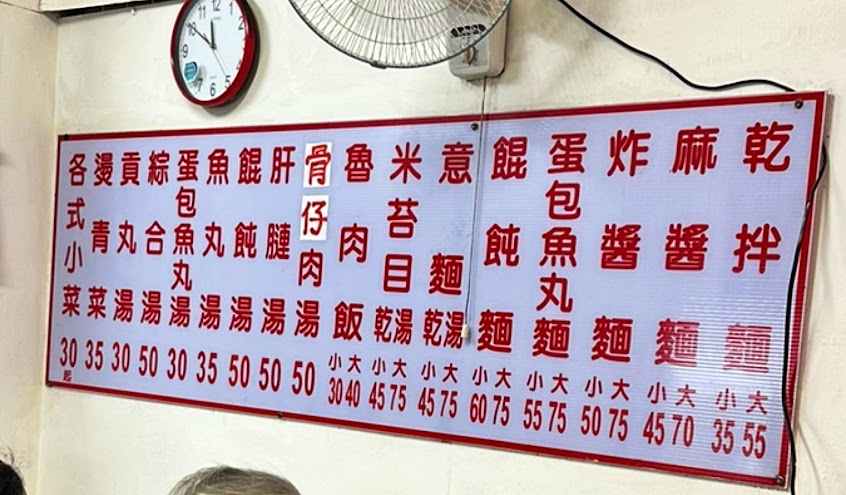 乾拌麵 小35 大55
麻醬麵 小45 大70
炸醬麵 小50 大75
蛋包魚丸麵 小55 大75
餛飩麵 小60 大75
意麵 乾湯 小45 大75
米苔目 乾湯 小45 大75
魯肉飯 小30 大40
骨仔肉湯 50
肝腱湯 50
餛飩湯 50
魚丸湯 35
蛋包魚丸湯 30
綜合湯 50
貢丸湯 30
燙青菜 35
各式小菜 30起